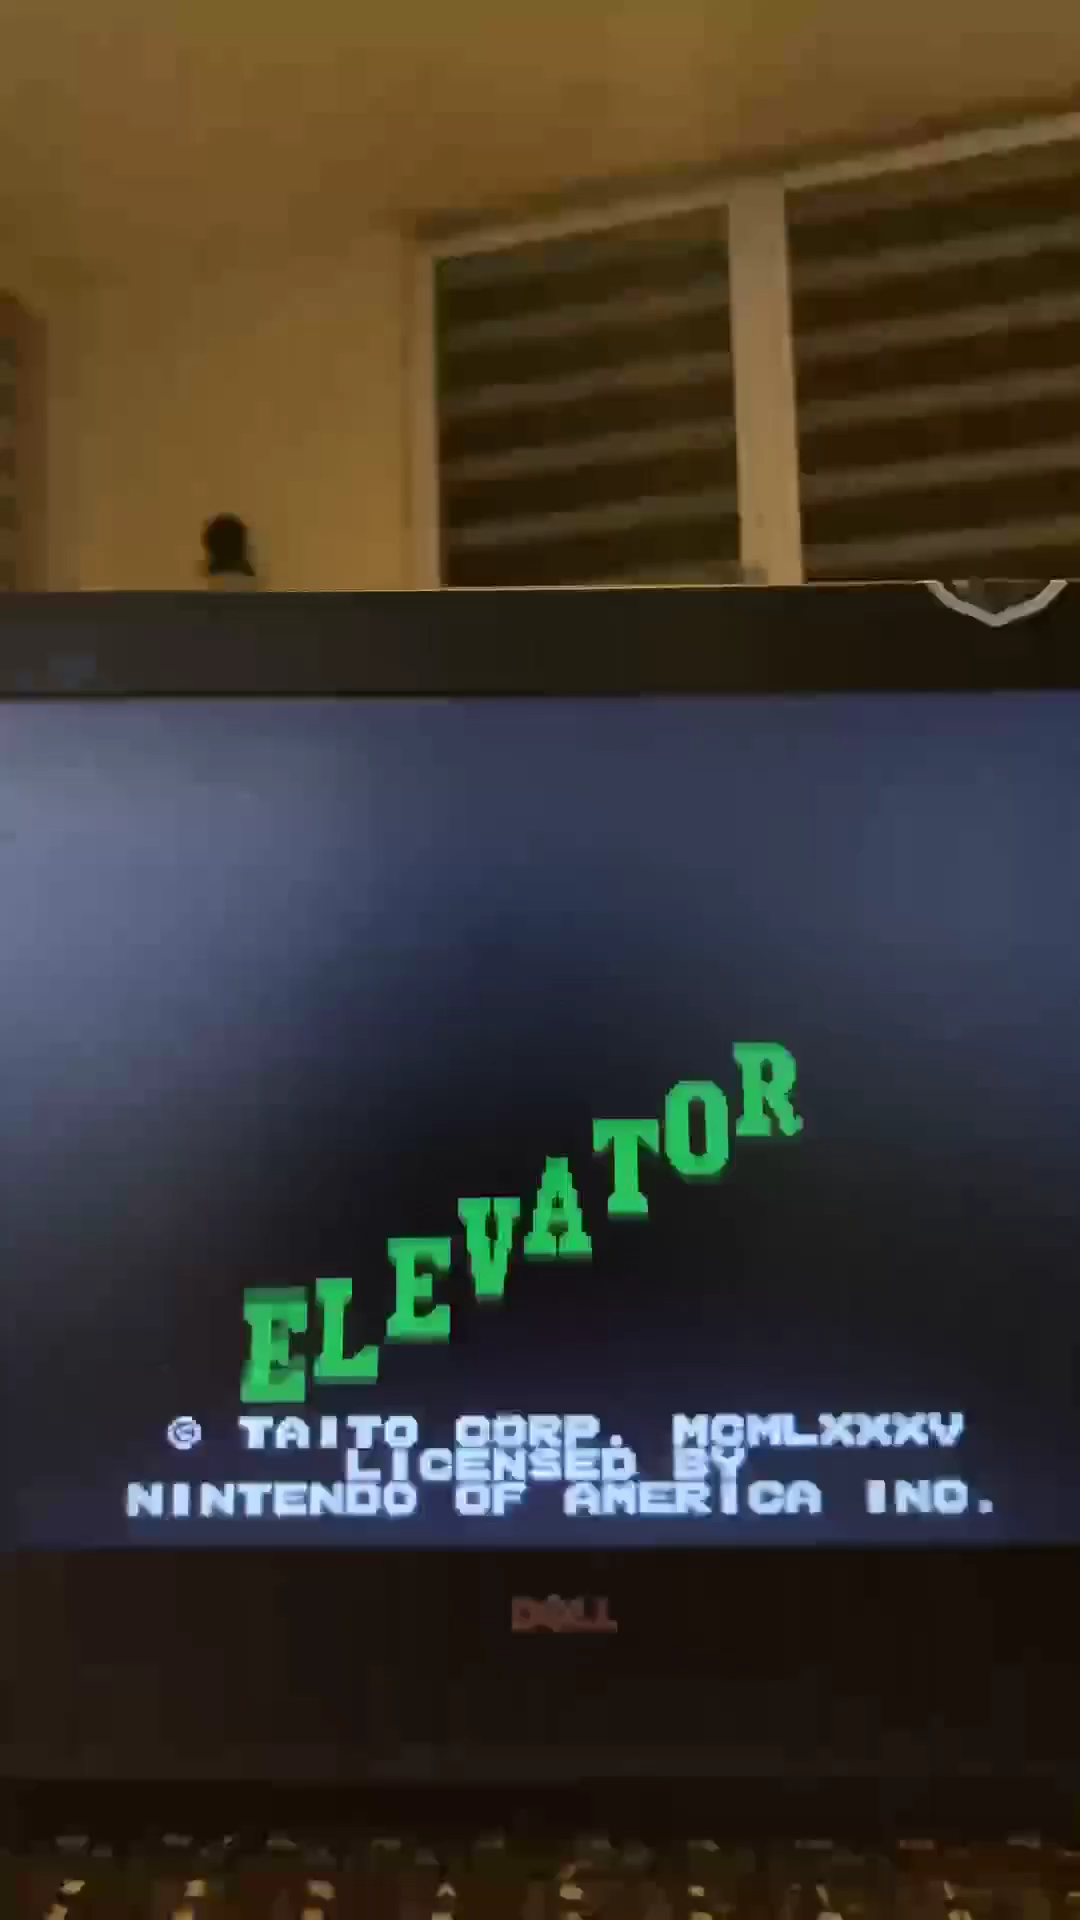 ELEVATOR
© TAITO CORP. MCMLXXXV
LICENSED BY
NINTENDO OF AMERICA INC.
DELL